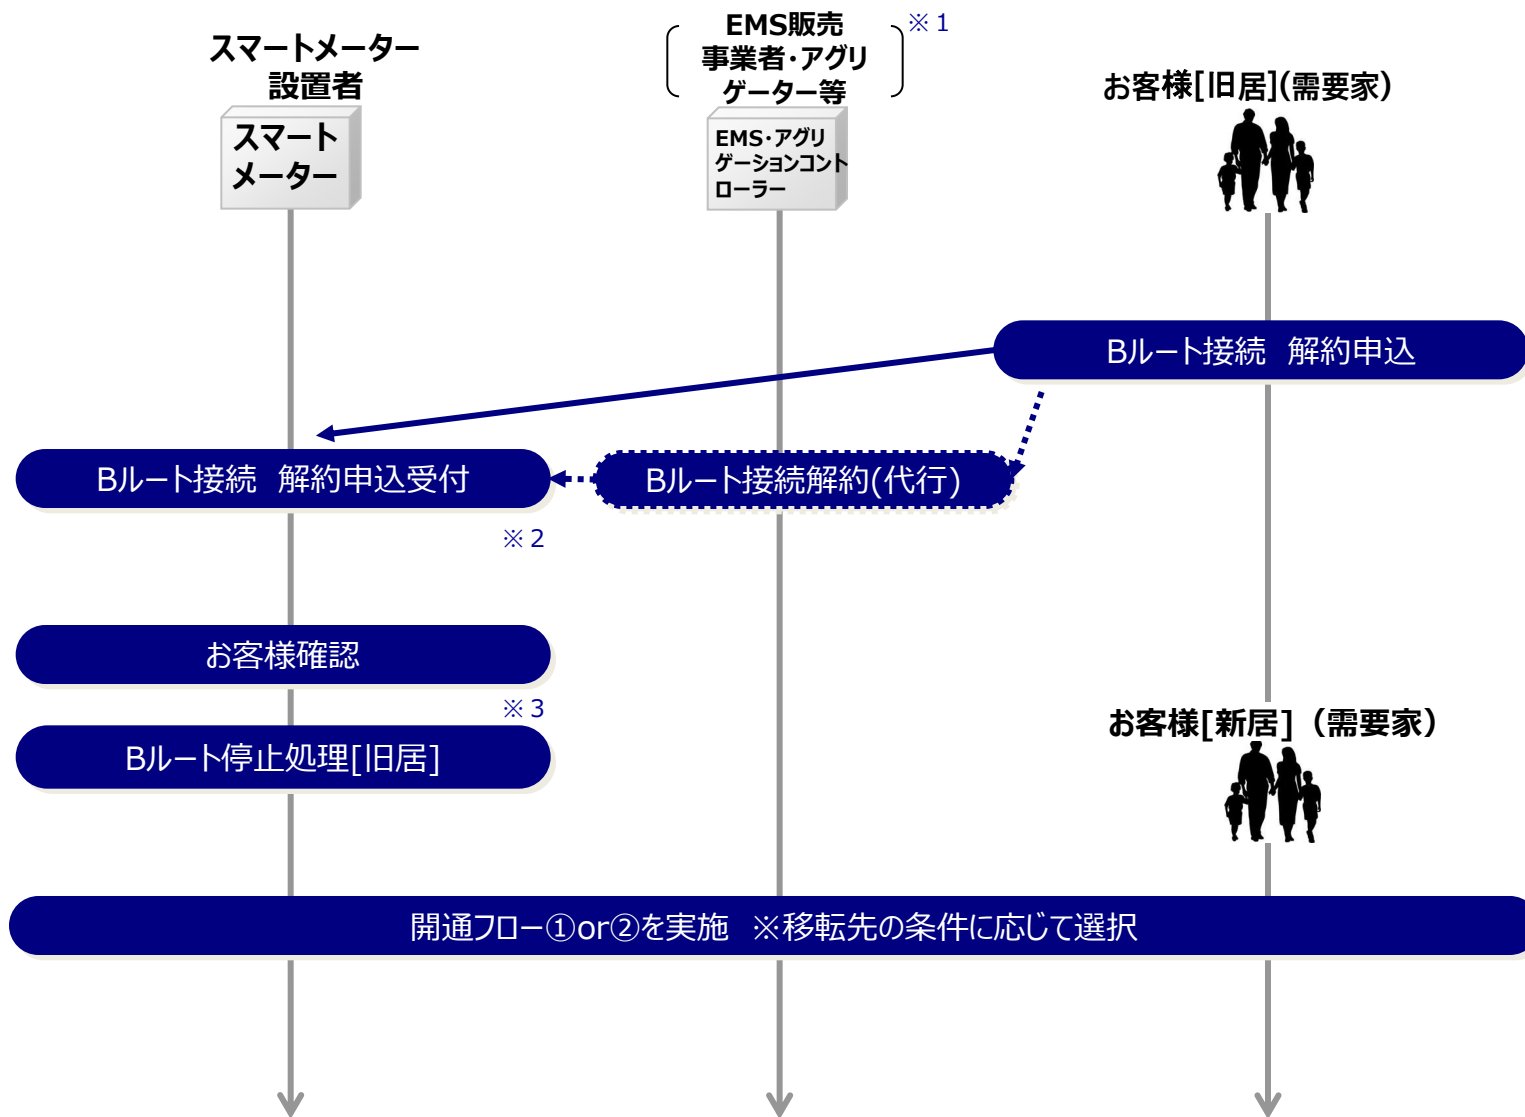 スマートメーター
設置者
スマート
メーター
EMS販売
事業者・アグリ
ゲーター等
※1
EMS・アグリ
ゲーションコント
ローラー
お客様[旧居](需要家)
Bルート接続　解約申込
Bルート接続　解約申込受付
Bルート接続解約(代行)
※2
お客様確認
※3
Bルート停止処理[旧居]
お客様[新居]（需要家）
開通フロー①or②を実施　※移転先の条件に応じて選択